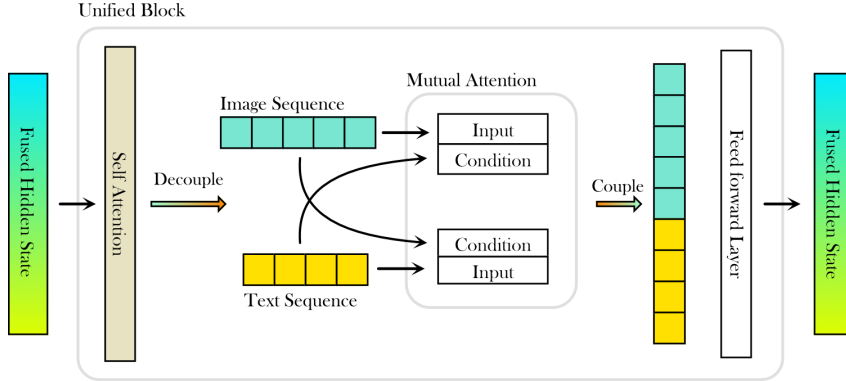 Unified Block
Fused Hidden State
Self Attention
Decouple
Image Sequence
Text Sequence
Mutual Attention
Input
Condition
Condition
Input
Couple
Feed forward Layer
Fused Hidden State